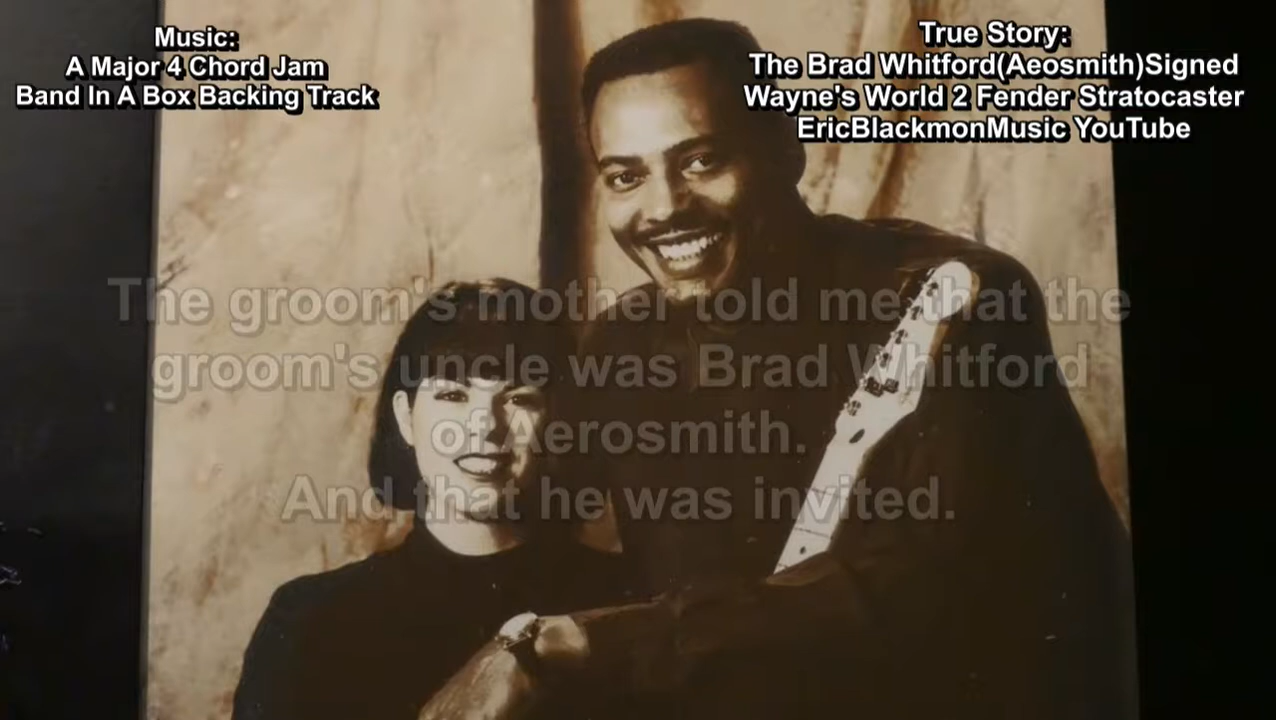 Music:
A Major 4 Chord Jam
Band In A Box Backing Track
True Story:
The Brad Whitford(Aeosmith)Signed
Wayne's World 2 Fender Stratocaster
EricBlackmonMusic YouTube
The groom's mother told me that the
groom's uncle was Brad Whitford
of Aerosmith.
And that he was invited.